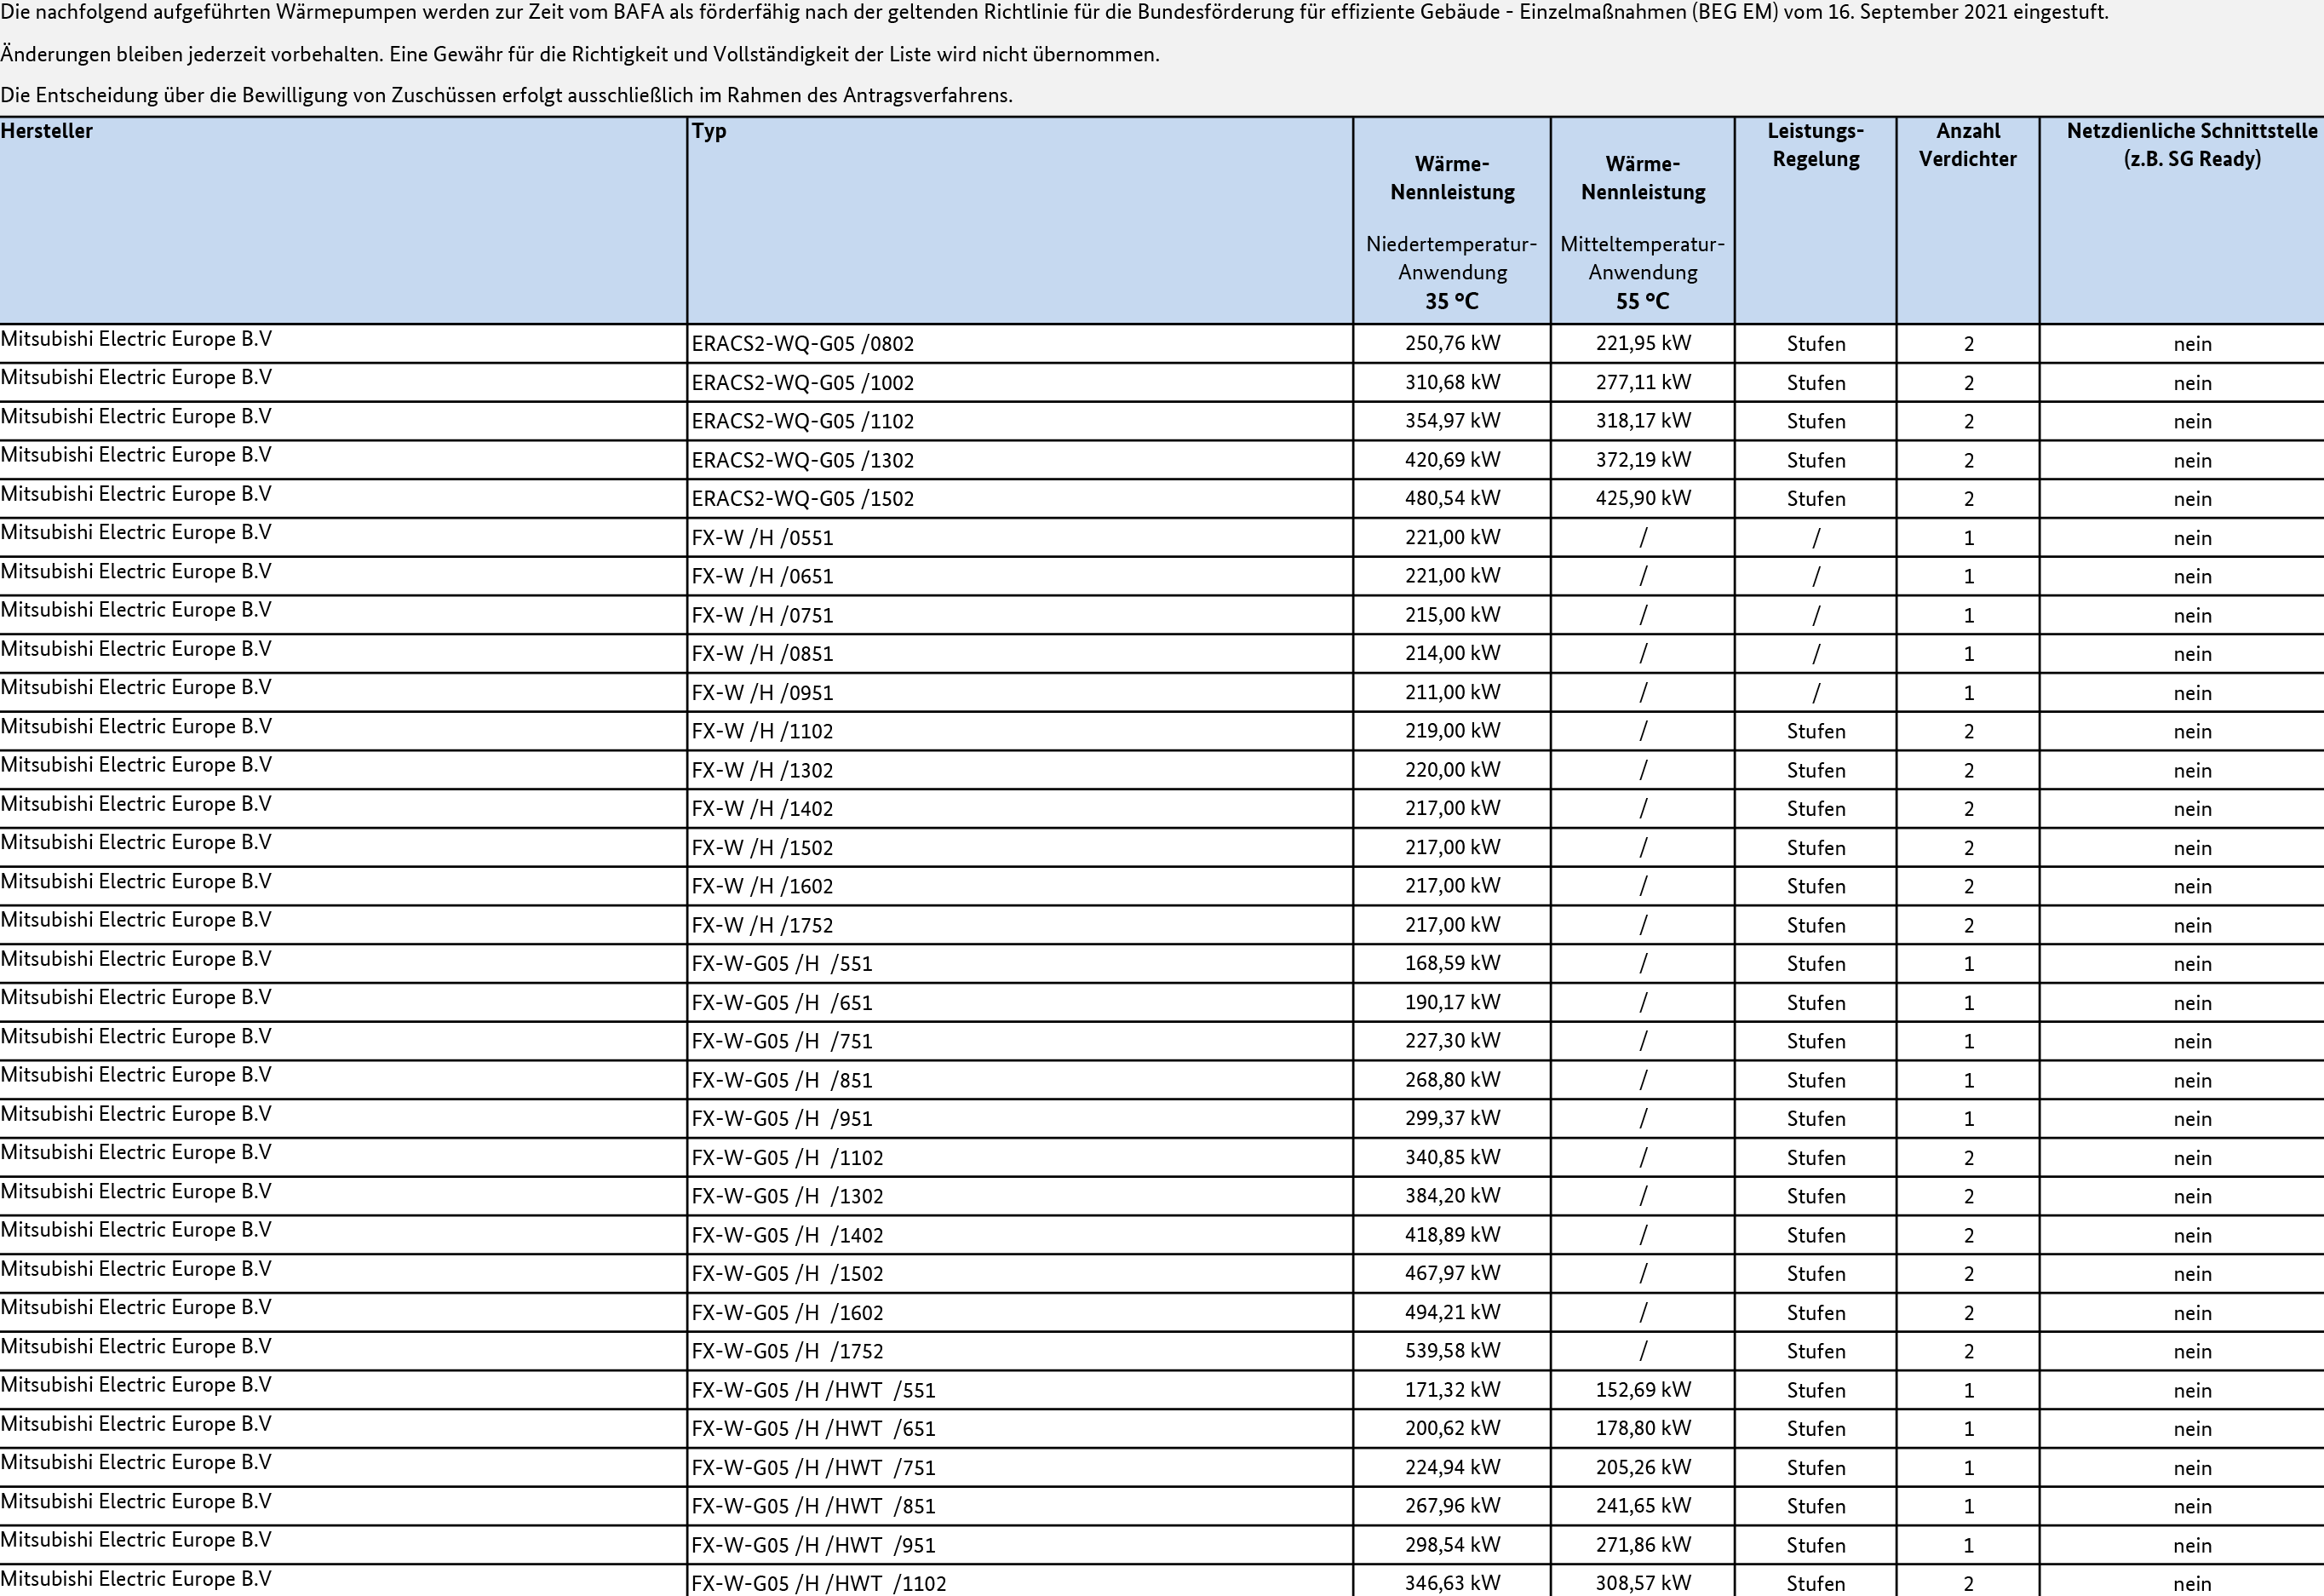 Die nachfolgend aufgeführten Wärmepumpen werden zur Zeit vom BAFA als förderfähig nach der geltenden Richtlinie für die Bundesförderung für effiziente Gebäude - Einzelmaßnahmen (BEG EM) vom 16. September 2021 eingestuft.
Änderungen bleiben jederzeit vorbehalten. Eine Gewähr für die Richtigkeit und Vollständigkeit der Liste wird nicht übernommen.
Die Entscheidung über die Bewilligung von Zuschüssen erfolgt ausschließlich im Rahmen des Antragsverfahrens.
Hersteller Typ Wärme-Nennleistung Niedertemperatur-Anwendung 35 °C Wärme-Nennleistung Mitteltemperatur-Anwendung 55 °C Leistungs-Regelung Anzahl Verdichter Netzdienliche Schnittstelle (z.B. SG Ready)
Mitsubishi Electric Europe B.V ERACS2-WQ-G05 /0802 250,76 kW 221,95 kW Stufen 2 nein
Mitsubishi Electric Europe B.V ERACS2-WQ-G05 /1002 310,68 kW 277,11 kW Stufen 2 nein
Mitsubishi Electric Europe B.V ERACS2-WQ-G05 /1102 354,97 kW 318,17 kW Stufen 2 nein
Mitsubishi Electric Europe B.V ERACS2-WQ-G05 /1302 420,69 kW 372,19 kW Stufen 2 nein
Mitsubishi Electric Europe B.V ERACS2-WQ-G05 /1502 480,54 kW 425,90 kW Stufen 2 nein
Mitsubishi Electric Europe B.V FX-W /H /0551 221,00 kW / / 1 nein
Mitsubishi Electric Europe B.V FX-W /H /0651 221,00 kW / / 1 nein
Mitsubishi Electric Europe B.V FX-W /H /0751 215,00 kW / / 1 nein
Mitsubishi Electric Europe B.V FX-W /H /0851 214,00 kW / / 1 nein
Mitsubishi Electric Europe B.V FX-W /H /0951 211,00 kW / / 1 nein
Mitsubishi Electric Europe B.V FX-W /H /1102 219,00 kW / Stufen 2 nein
Mitsubishi Electric Europe B.V FX-W /H /1302 220,00 kW / Stufen 2 nein
Mitsubishi Electric Europe B.V FX-W /H /1402 217,00 kW / Stufen 2 nein
Mitsubishi Electric Europe B.V FX-W /H /1502 217,00 kW / Stufen 2 nein
Mitsubishi Electric Europe B.V FX-W /H /1602 217,00 kW / Stufen 2 nein
Mitsubishi Electric Europe B.V FX-W /H /1752 217,00 kW / Stufen 2 nein
Mitsubishi Electric Europe B.V FX-W-G05 /H /551 168,59 kW / Stufen 1 nein
Mitsubishi Electric Europe B.V FX-W-G05 /H /651 190,17 kW / Stufen 1 nein
Mitsubishi Electric Europe B.V FX-W-G05 /H /751 227,30 kW / Stufen 1 nein
Mitsubishi Electric Europe B.V FX-W-G05 /H /851 268,80 kW / Stufen 1 nein
Mitsubishi Electric Europe B.V FX-W-G05 /H /951 299,37 kW / Stufen 1 nein
Mitsubishi Electric Europe B.V FX-W-G05 /H /1102 340,85 kW / Stufen 2 nein
Mitsubishi Electric Europe B.V FX-W-G05 /H /1302 384,20 kW / Stufen 2 nein
Mitsubishi Electric Europe B.V FX-W-G05 /H /1402 418,89 kW / Stufen 2 nein
Mitsubishi Electric Europe B.V FX-W-G05 /H /1502 467,97 kW / Stufen 2 nein
Mitsubishi Electric Europe B.V FX-W-G05 /H /1602 494,21 kW / Stufen 2 nein
Mitsubishi Electric Europe B.V FX-W-G05 /H /1752 539,58 kW / Stufen 2 nein
Mitsubishi Electric Europe B.V FX-W-G05 /H /HWT /551 171,32 kW 152,69 kW Stufen 1 nein
Mitsubishi Electric Europe B.V FX-W-G05 /H /HWT /651 200,62 kW 178,80 kW Stufen 1 nein
Mitsubishi Electric Europe B.V FX-W-G05 /H /HWT /751 224,94 kW 205,26 kW Stufen 1 nein
Mitsubishi Electric Europe B.V FX-W-G05 /H /HWT /851 267,96 kW 241,65 kW Stufen 1 nein
Mitsubishi Electric Europe B.V FX-W-G05 /H /HWT /951 298,54 kW 271,86 kW Stufen 1 nein
Mitsubishi Electric Europe B.V FX-W-G05 /H /HWT /1102 346,63 kW 308,57 kW Stufen 2 nein